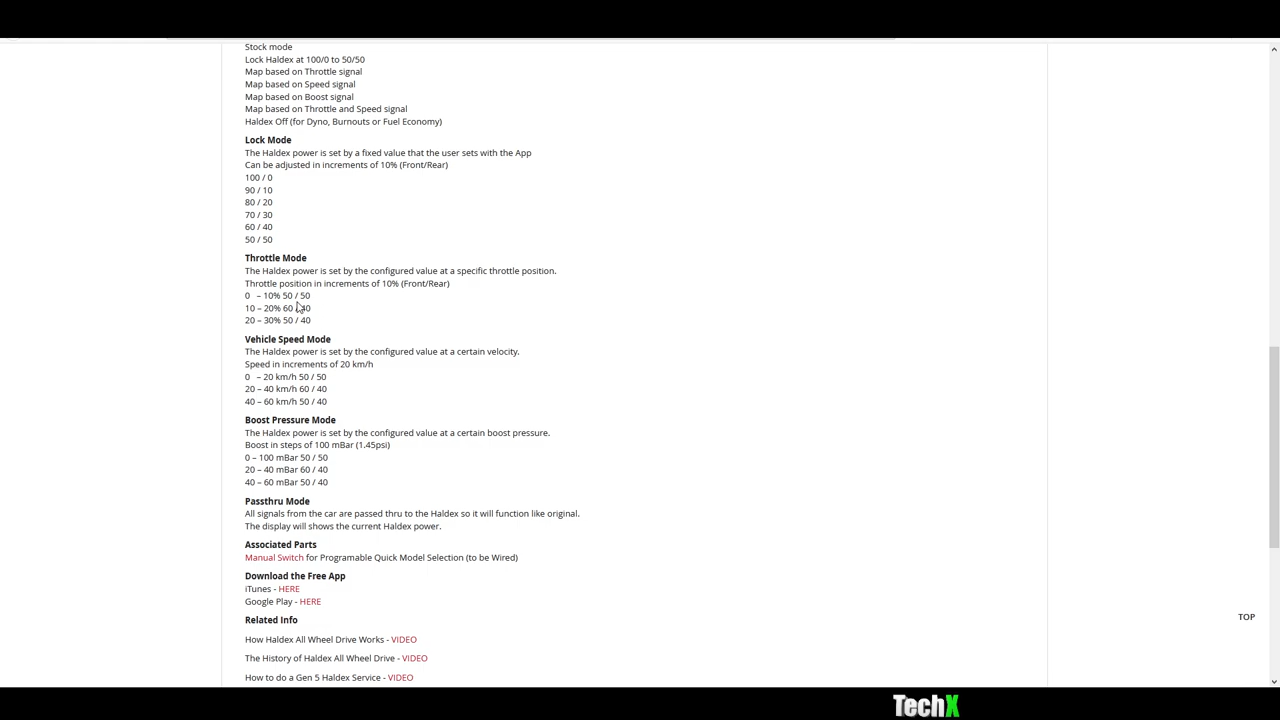 Stock mode
Lock Haldex at 100/0 to 50/50
Map based on Throttle signal
Map based on Speed signal
Map based on Boost signal
Map based on Throttle and Speed signal
Haldex Off (for Dyno, Burnouts or Fuel Economy)
Lock Mode
The Haldex power is set by a fixed value that the user sets with the App
Can be adjusted in increments of 10% (Front/Rear)
100 / 0
90 / 10
80 / 20
70 / 30
60 / 40
50 / 50
Throttle Mode
The Haldex power is set by the configured value at a specific throttle position.
Throttle position in increments of 10% (Front/Rear)
0 – 10% 50 / 50
10 – 20% 60 / 40
20 – 30% 50 / 40
Vehicle Speed Mode
The Haldex power is set by the configured value at a certain velocity.
Speed in increments of 20 km/h
0 – 20 km/h 50 / 50
20 – 40 km/h 60 / 40
40 – 60 km/h 50 / 40
Boost Pressure Mode
The Haldex power is set by the configured value at a certain boost pressure.
Boost in steps of 100 mBar (1.45psi)
0 – 100 mBar 50 / 50
20 – 40 mBar 60 / 40
40 – 60 mBar 50 / 40
Passthru Mode
All signals from the car are passed thru to the Haldex so it will function like original.
The display will shows the current Haldex power.
Associated Parts
Manual Switch for Programable Quick Model Selection (to be Wired)
Download the Free App
iTunes - HERE
Google Play - HERE
Related Info
TOP
How Haldex All Wheel Drive Works - VIDEO
The History of Haldex All Wheel Drive - VIDEO
How to do a Gen 5 Haldex Service - VIDEO
TechX